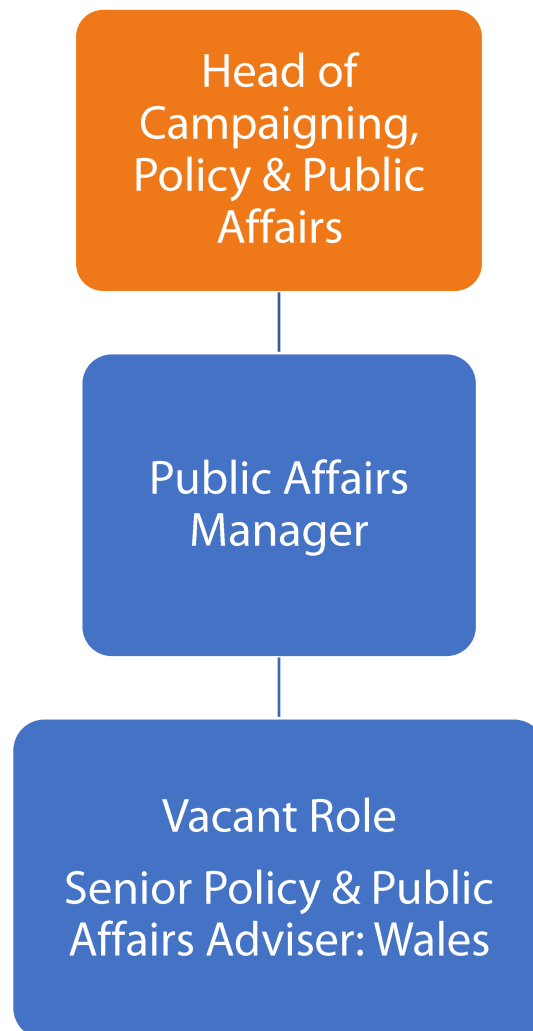 Head of
Campaigning,
Policy & Public
Affairs
Public Affairs
Manager
Vacant Role
Senior Policy & Public
Affairs Adviser: Wales